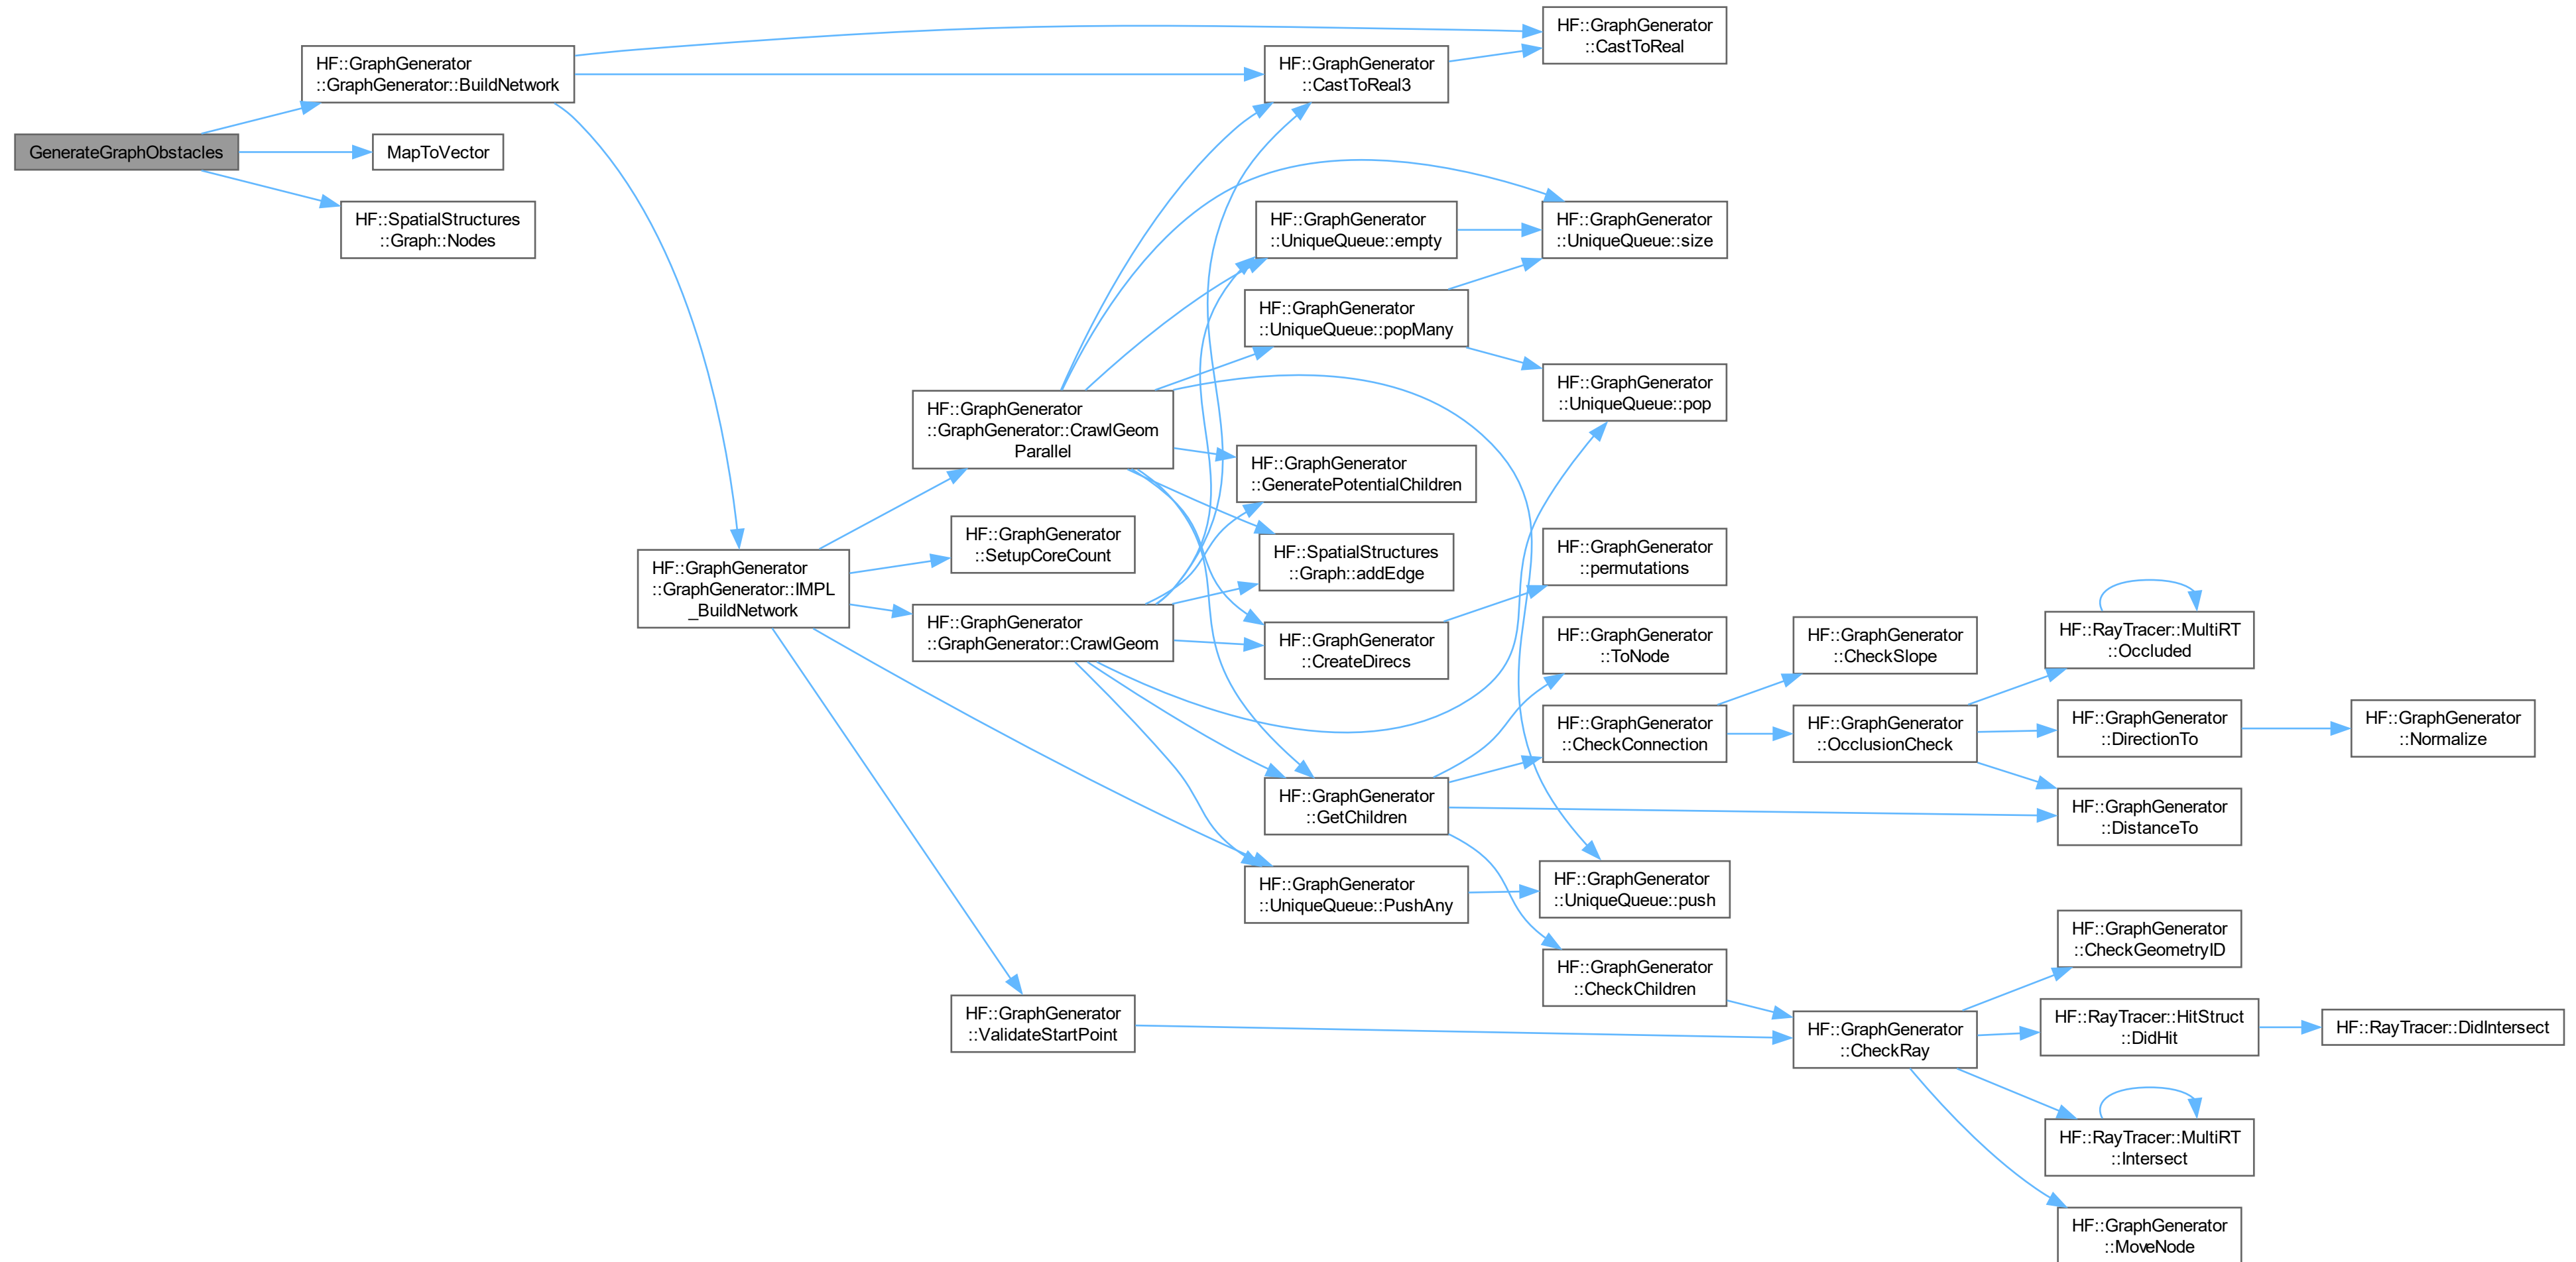 GenerateGraphObstacles
HF::GraphGenerator
::GraphGenerator::BuildNetwork
MapToVector
HF::SpatialStructures
::Graph::Nodes
HF::GraphGenerator
::GraphGenerator::IMPL
_BuildNetwork
HF::GraphGenerator
::GraphGenerator::CrawlGeom
Parallel
HF::GraphGenerator
::SetupCoreCount
HF::GraphGenerator
::GraphGenerator::CrawlGeom
HF::GraphGenerator
::ValidateStartPoint
HF::GraphGenerator
::CastToReal3
HF::GraphGenerator
::UniqueQueue::empty
HF::GraphGenerator
::UniqueQueue::popMany
HF::GraphGenerator
::GeneratePotentialChildren
HF::SpatialStructures
::Graph::addEdge
HF::GraphGenerator
::CreateDirecs
HF::GraphGenerator
::GetChildren
HF::GraphGenerator
::UniqueQueue::PushAny
HF::GraphGenerator
::CastToReal
HF::GraphGenerator
::UniqueQueue::size
HF::GraphGenerator
::UniqueQueue::pop
HF::GraphGenerator
::permutations
HF::GraphGenerator
::ToNode
HF::GraphGenerator
::CheckConnection
HF::GraphGenerator
::UniqueQueue::push
HF::GraphGenerator
::CheckChildren
HF::GraphGenerator
::CheckSlope
HF::GraphGenerator
::OcclusionCheck
HF::GraphGenerator
::CheckRay
HF::RayTracer::MultiRT
::Occluded
HF::GraphGenerator
::DirectionTo
HF::GraphGenerator
::DistanceTo
HF::GraphGenerator
::CheckGeometryID
HF::RayTracer::HitStruct
::DidHit
HF::RayTracer::MultiRT
::Intersect
HF::GraphGenerator
::MoveNode
HF::GraphGenerator
::Normalize
HF::RayTracer::DidIntersect